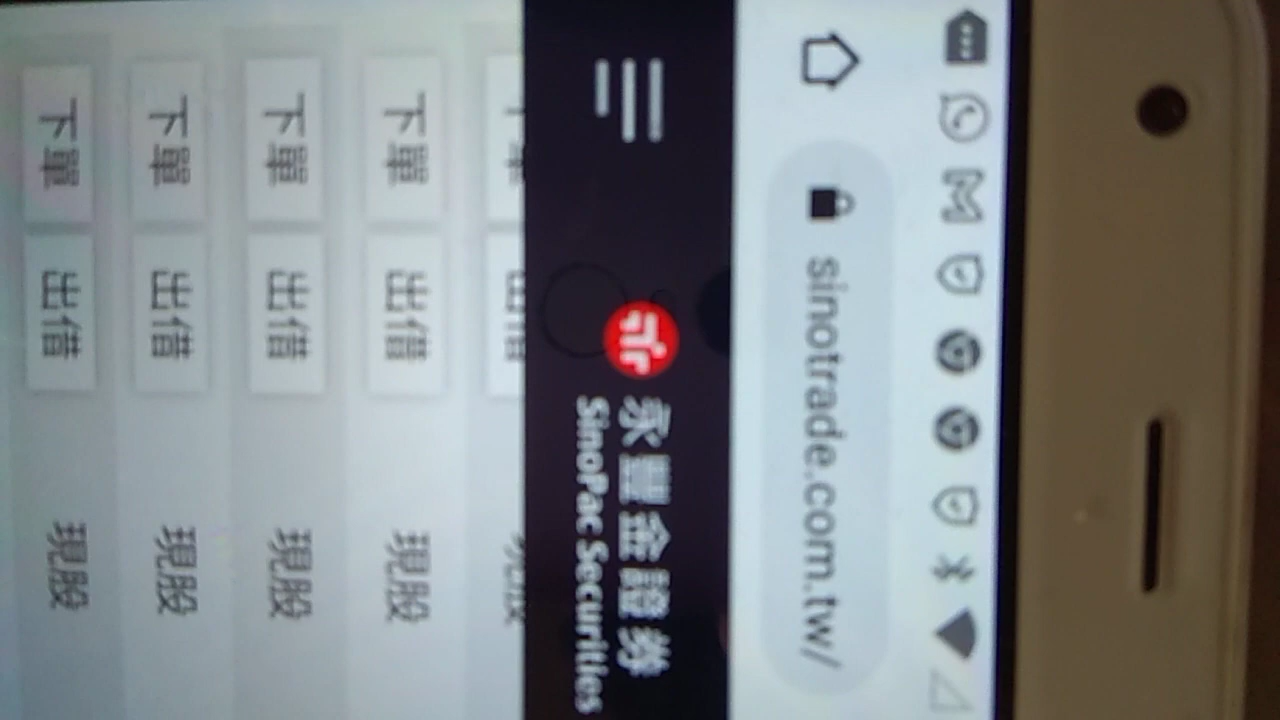 sinotrade.com.tw/
永豐金證券
SinoPac Securities
下單 出借 現股
下單 出借 現股
下單 出借 現股
下單 出借 現股